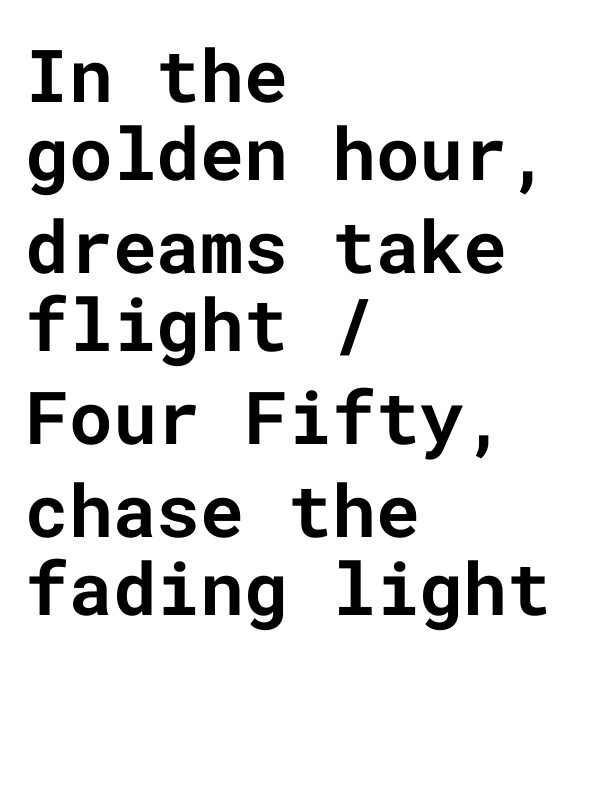 In the
golden hour,
dreams take
flight /
Four Fifty,
chase the
fading light